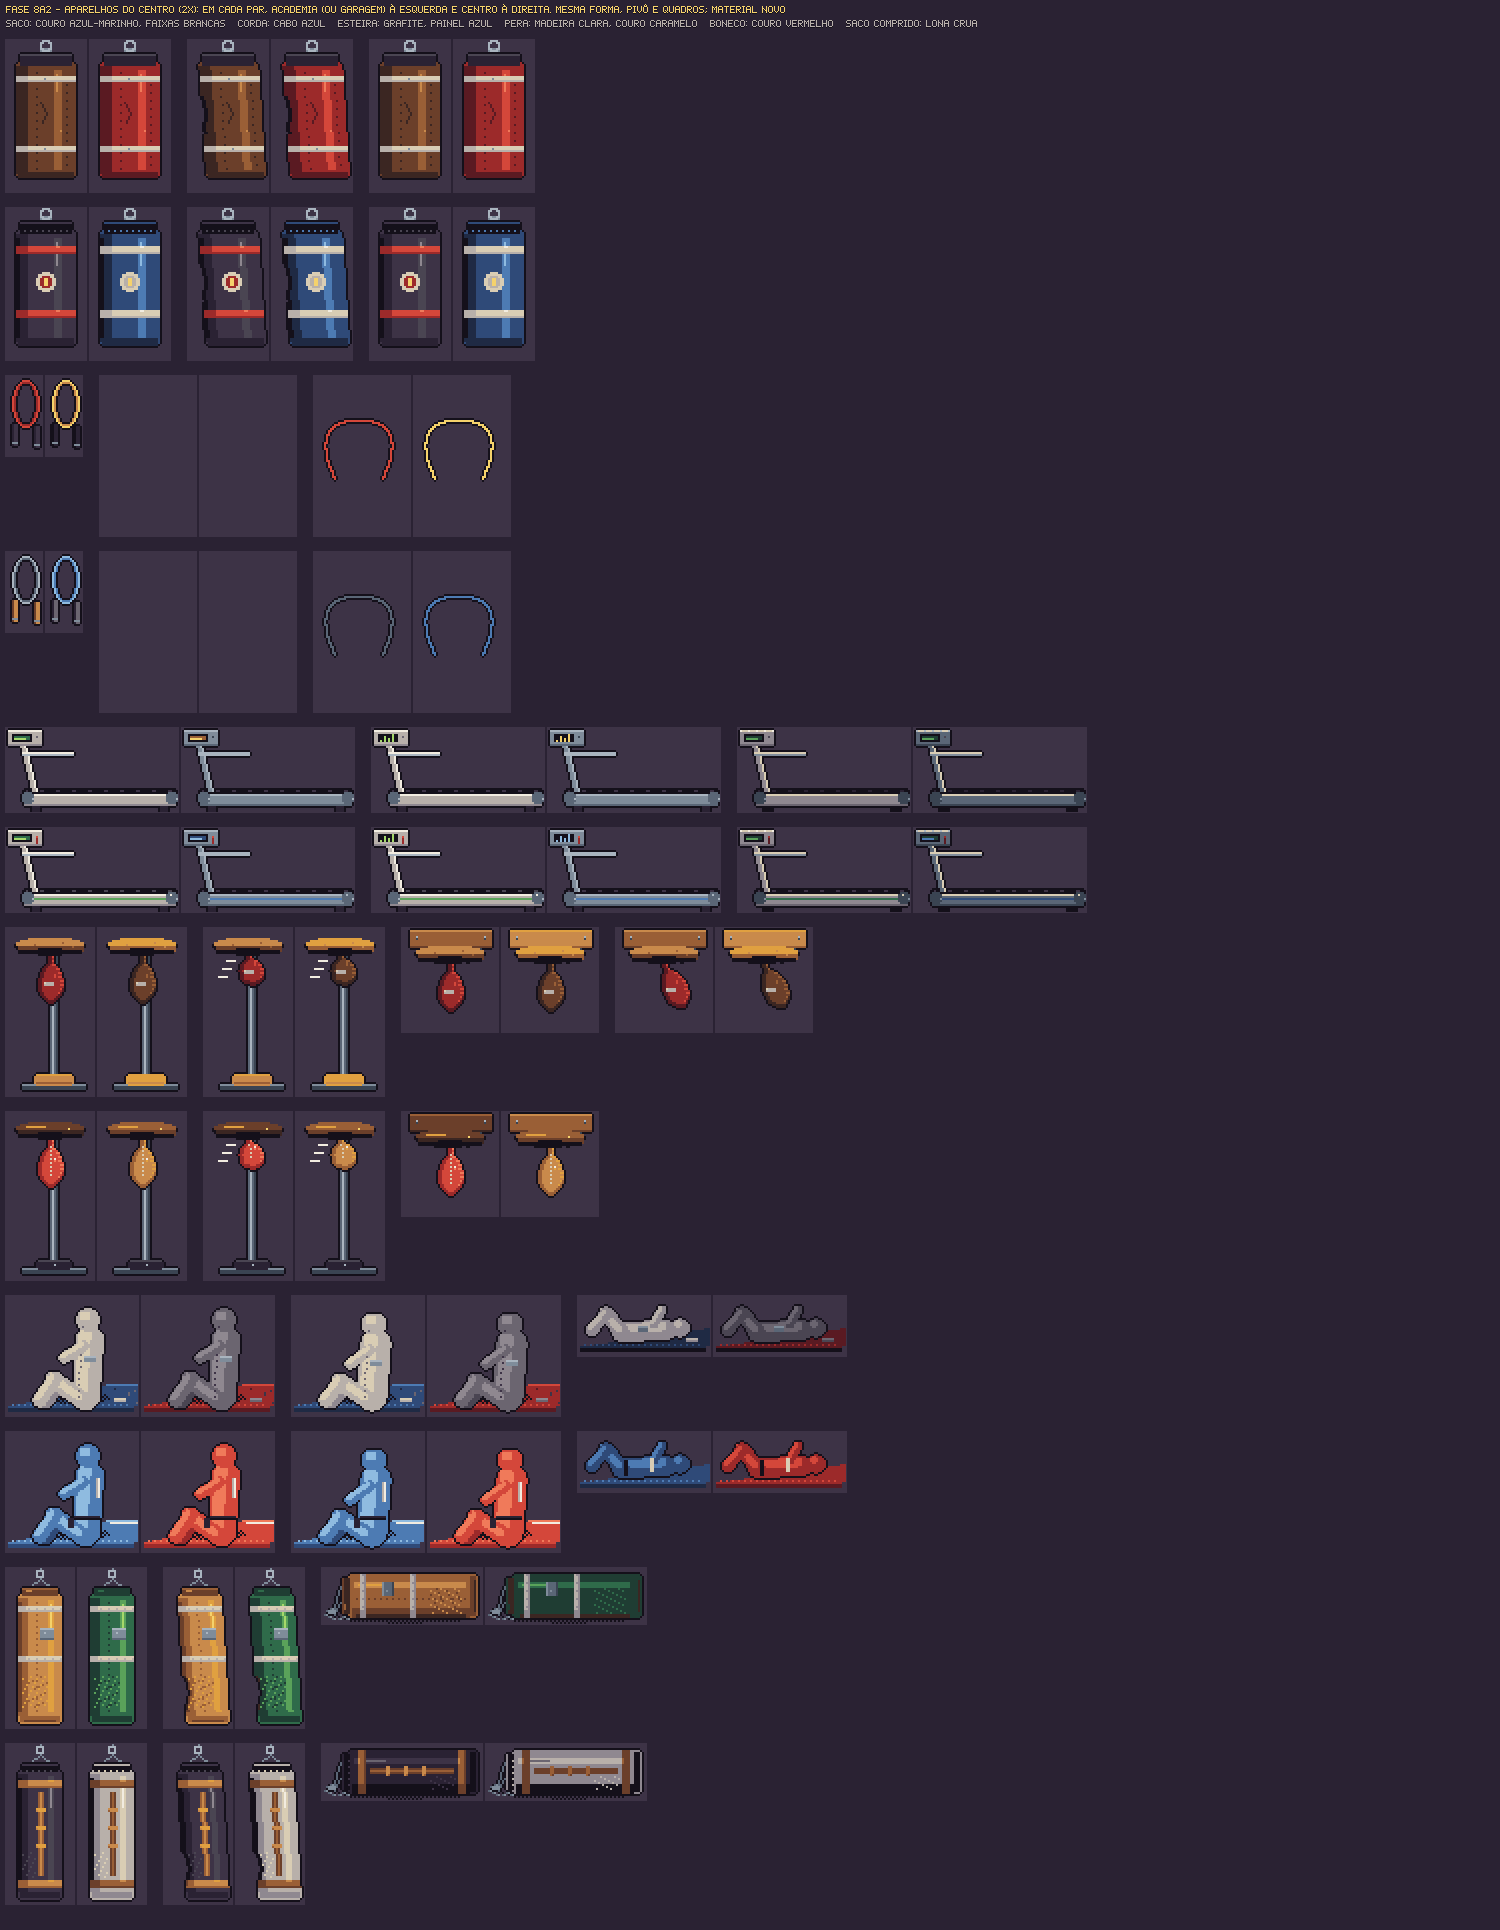 FASE 8A2 - APARELHOS DO CENTRO (2X): EM CADA PAR, ACADEMIA (OU GARAGEM) À ESQUERDA E CENTRO À DIREITA. MESMA FORMA, PIVÔ E QUADROS; MATERIAL NOVO
SACO: COURO AZUL-MARINHO, FAIXAS BRANCAS CORDA: CABO AZUL ESTEIRA: GRAFITE, PAINEL AZUL PERA: MADEIRA CLARA, COURO CARAMELO BONECO: COURO VERMELHO SACO COMPRIDO: LONA CRUA